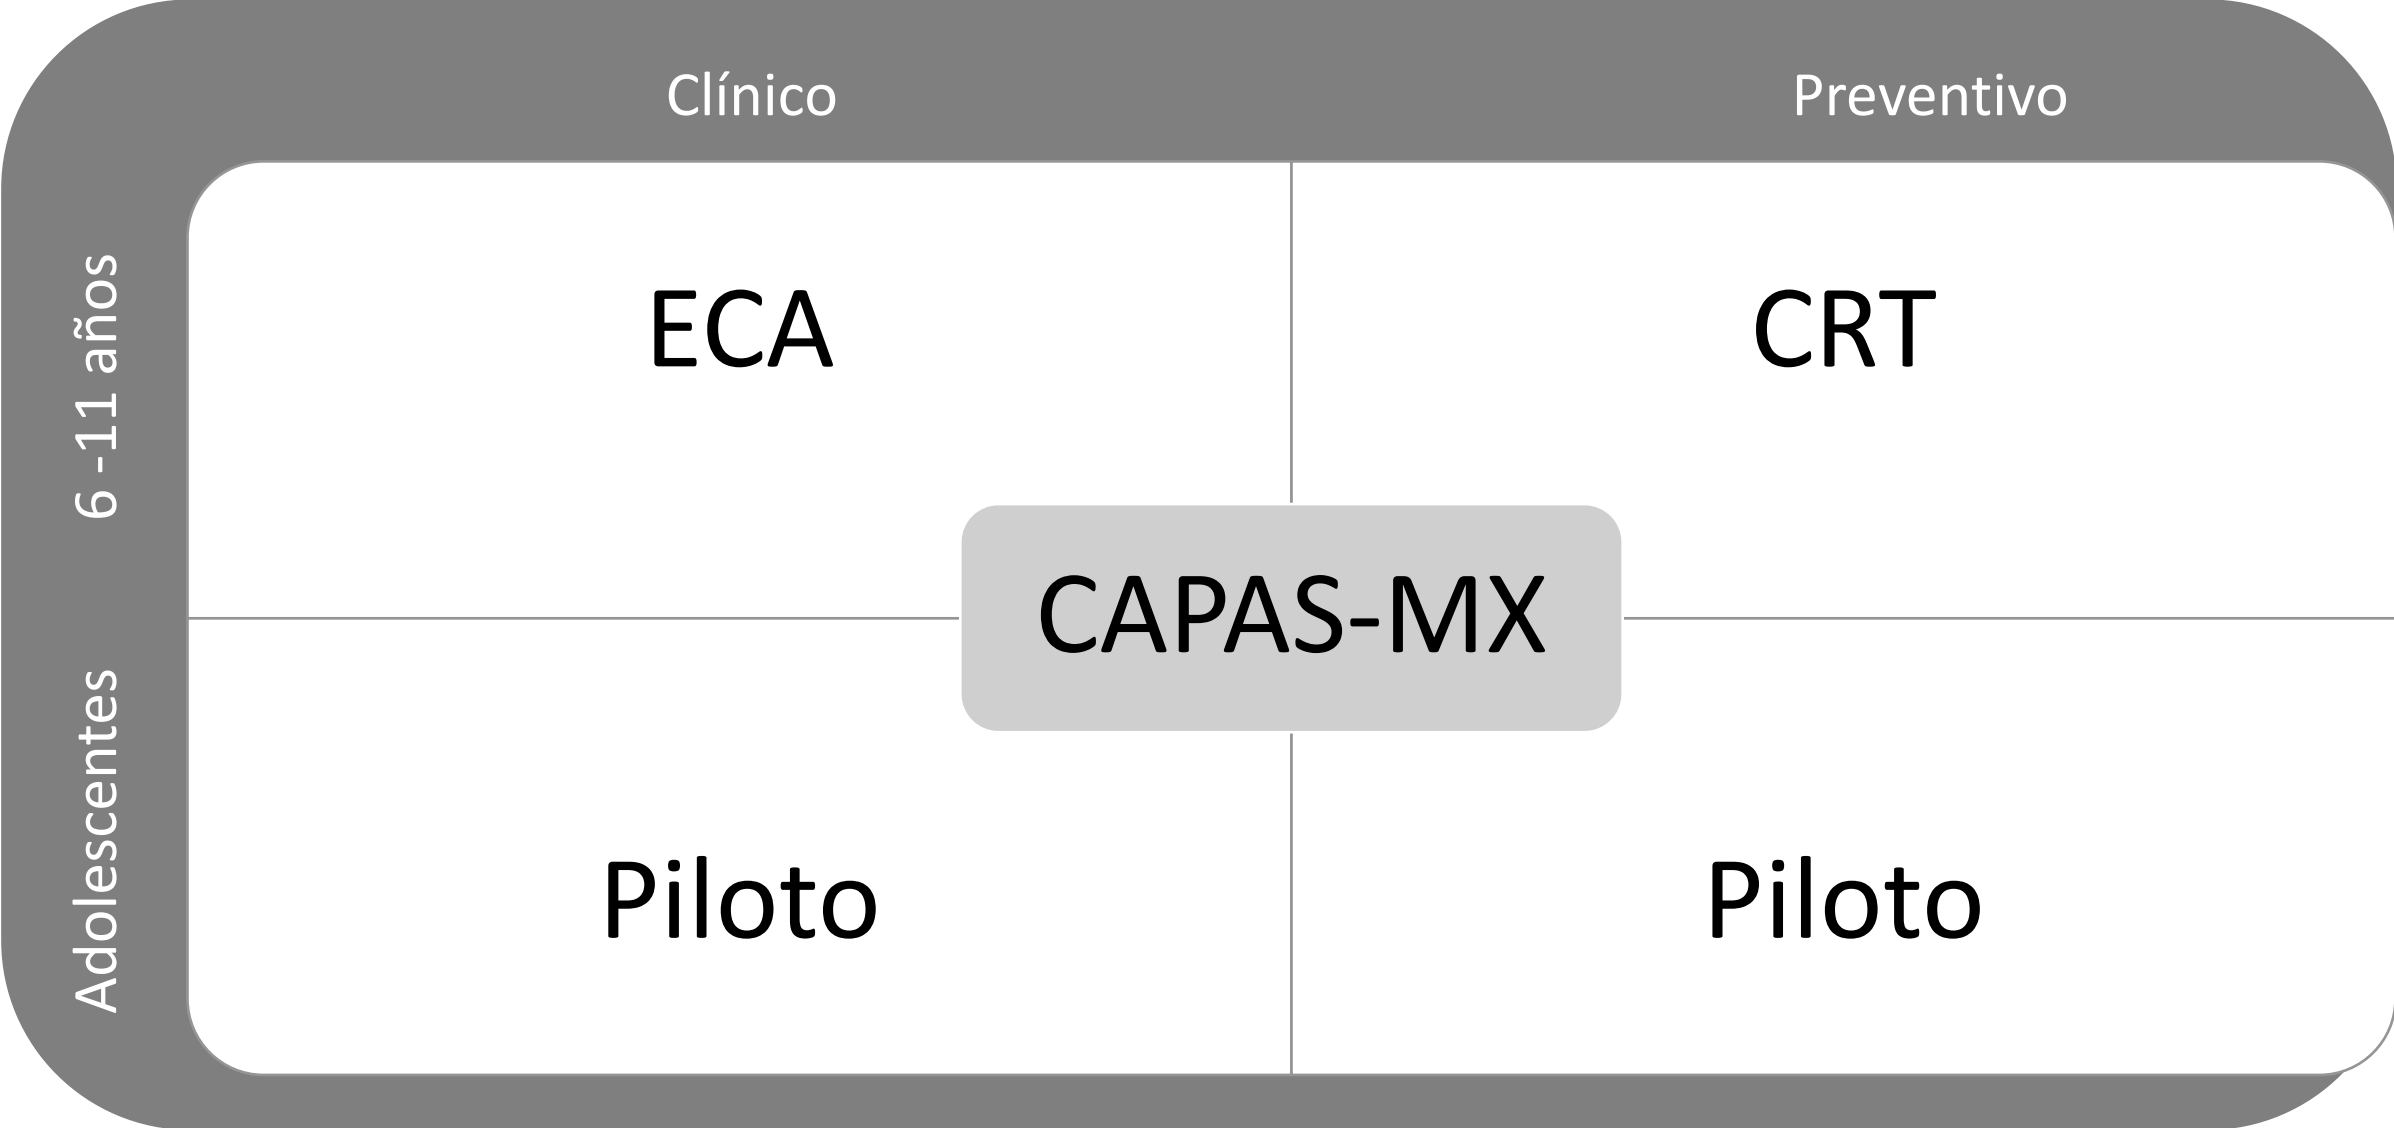 Clínico
Preventivo
6 -11 años
ECA
CRT
CAPAS-MX
Adolescentes
Piloto
Piloto